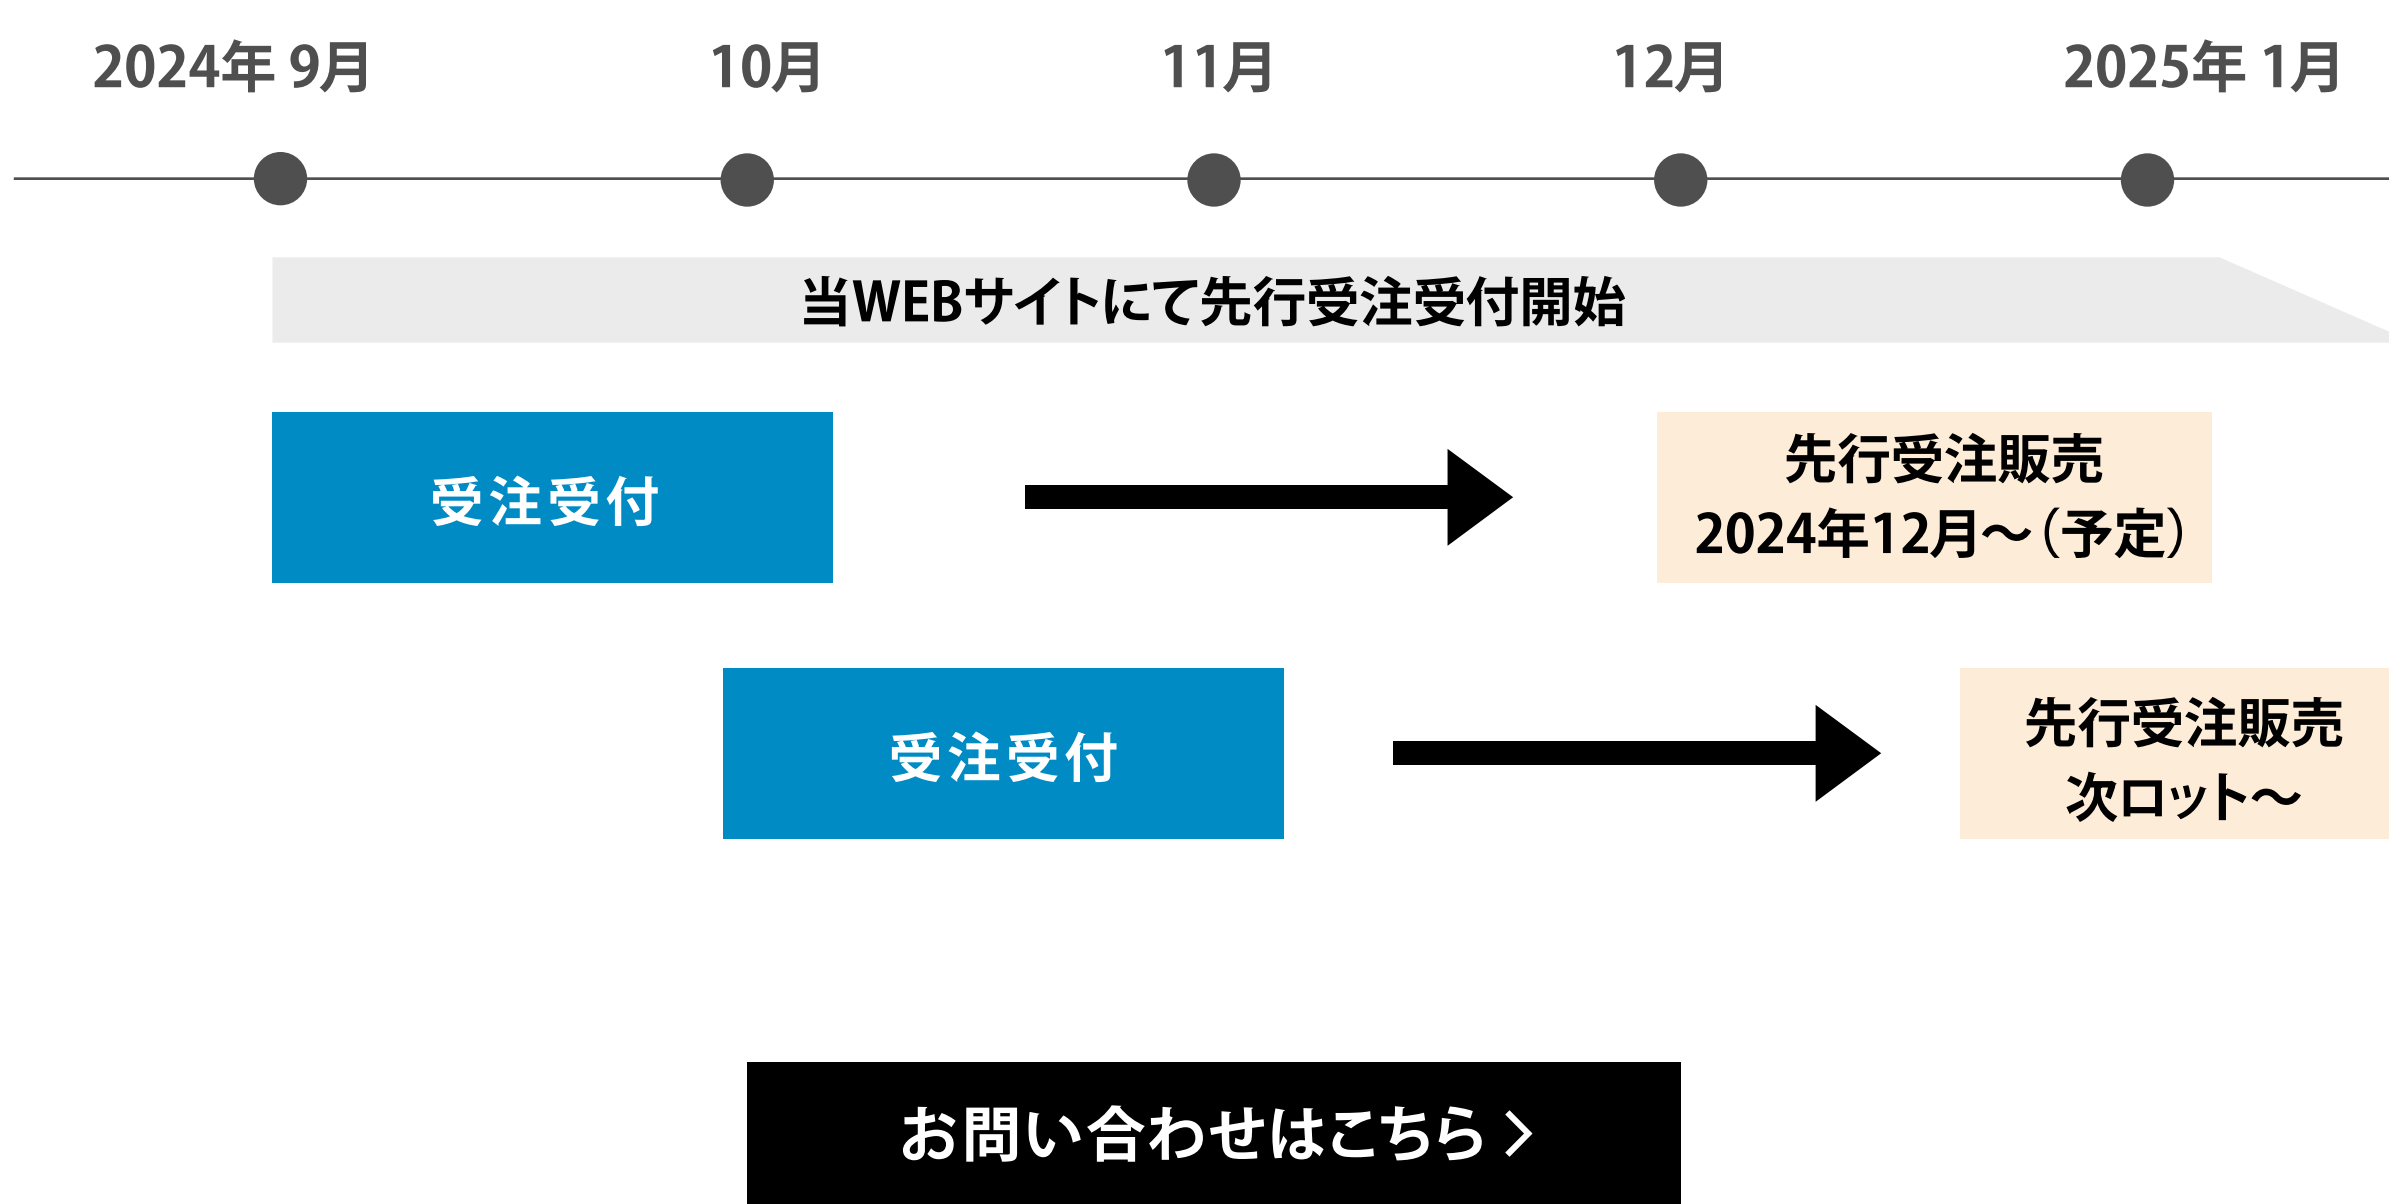 2024年 9月
10月
11月
12月
2025年 1月
当WEBサイトにて先行受注受付開始
受注受付
先行受注販売
2024年12月～（予定）
受注受付
先行受注販売
次ロット～
お問い合わせはこちら >